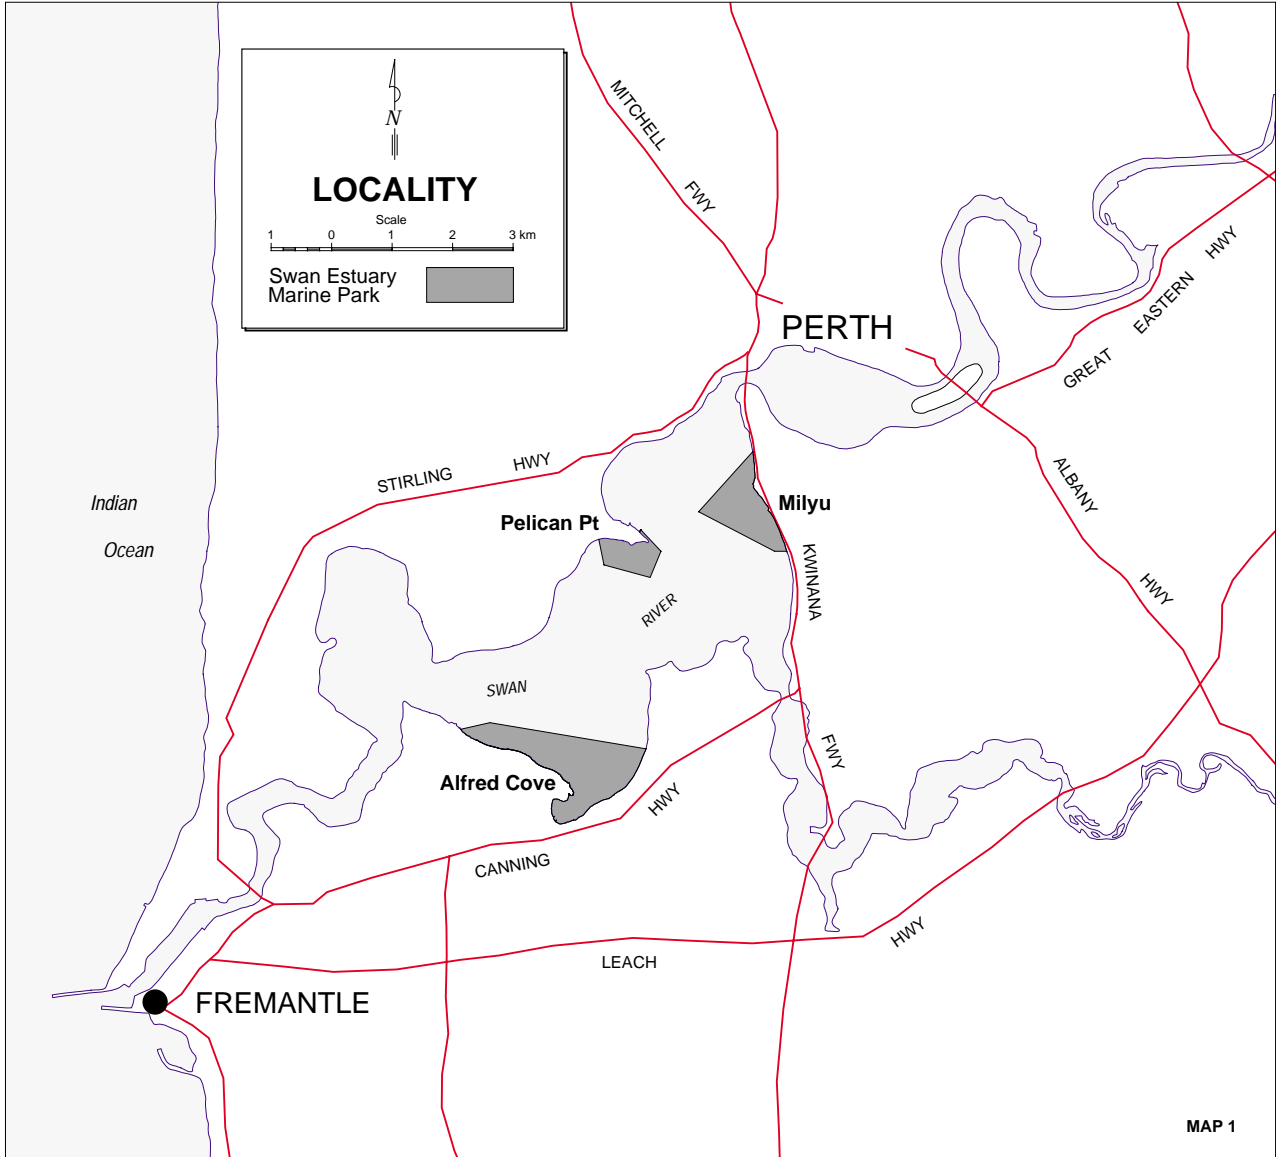 N
LOCALITY
Scale
1 0 1 2 3 km
Swan Estuary
Marine Park
MITCHELL
FWY
PERTH
GREAT
EASTERN
HWY
STIRLING
HWY
Indian
Ocean
Pelican Pt
Milyu
ALBANY
HWY
KWINANA
FWY
RIVER
SWAN
Alfred Cove
CANNING
HWY
LEACH
HWY
FREMANTLE
MAP 1